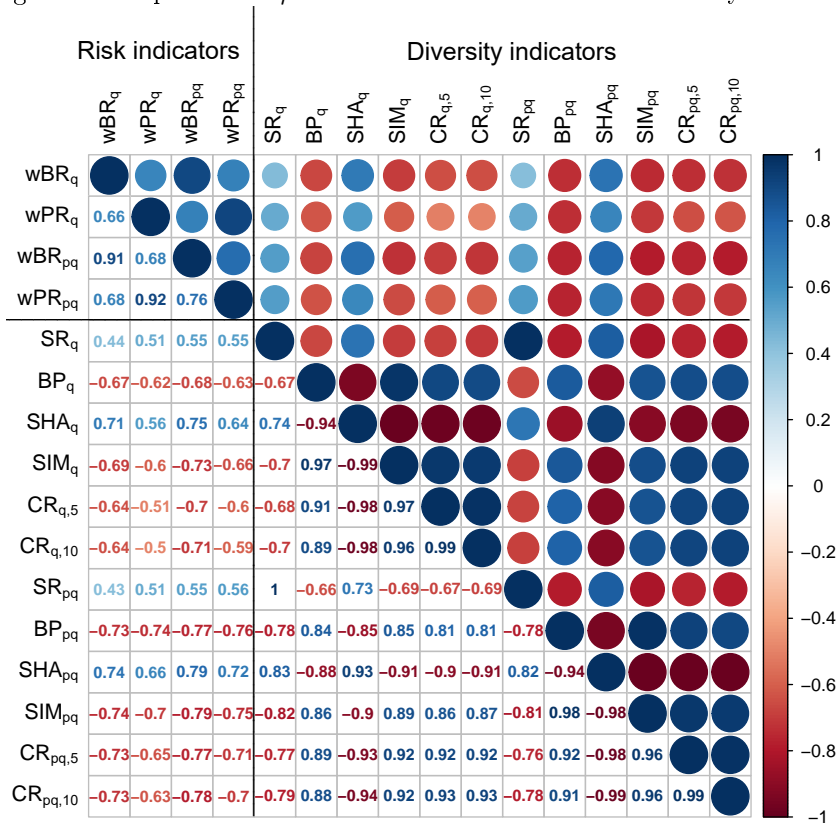 Risk indicators Diversity indicators
wBRq wPRq wBRpq wPRpq SRq BPq SHAq SIMq CRq,5 CRq,10 SRpq BPpq SHApq SIMpq CRpq,5 CRpq,10
wBRq 1
wPRq 0.66 0.8
wBRpq 0.91 0.68
wPRpq 0.68 0.92 0.76 0.6
SRq 0.44 0.51 0.55 0.55 0.4
BPq −0.67 −0.62 −0.68 −0.63 −0.67
SHAq 0.71 0.56 0.75 0.64 0.74 −0.94 0.2
SIMq −0.69 −0.6 −0.73 −0.66 −0.7 0.97 −0.99 0
CRq,5 −0.64 −0.51 −0.7 −0.6 −0.68 0.91 −0.98 0.97
CRq,10 −0.64 −0.5 −0.71 −0.59 −0.7 0.89 −0.98 0.96 0.99 −0.2
SRpq 0.43 0.51 0.55 0.56 1 −0.66 0.73 −0.69 −0.67 −0.69
BPpq −0.73 −0.74 −0.77 −0.76 −0.78 0.84 −0.85 0.85 0.81 0.81 −0.78 −0.4
SHApq 0.74 0.66 0.79 0.72 0.83 −0.88 0.93 −0.91 −0.9 −0.91 0.82 −0.94 −0.6
SIMpq −0.74 −0.7 −0.79 −0.75 −0.82 0.86 −0.9 0.89 0.86 0.87 −0.81 0.98 −0.98
CRpq,5 −0.73 −0.65 −0.77 −0.71 −0.77 0.89 −0.93 0.92 0.92 0.92 −0.76 0.92 −0.98 0.96 −0.8
CRpq,10 −0.73 −0.63 −0.78 −0.7 −0.79 0.88 −0.94 0.92 0.93 0.93 −0.78 0.91 −0.99 0.96 0.99 −1